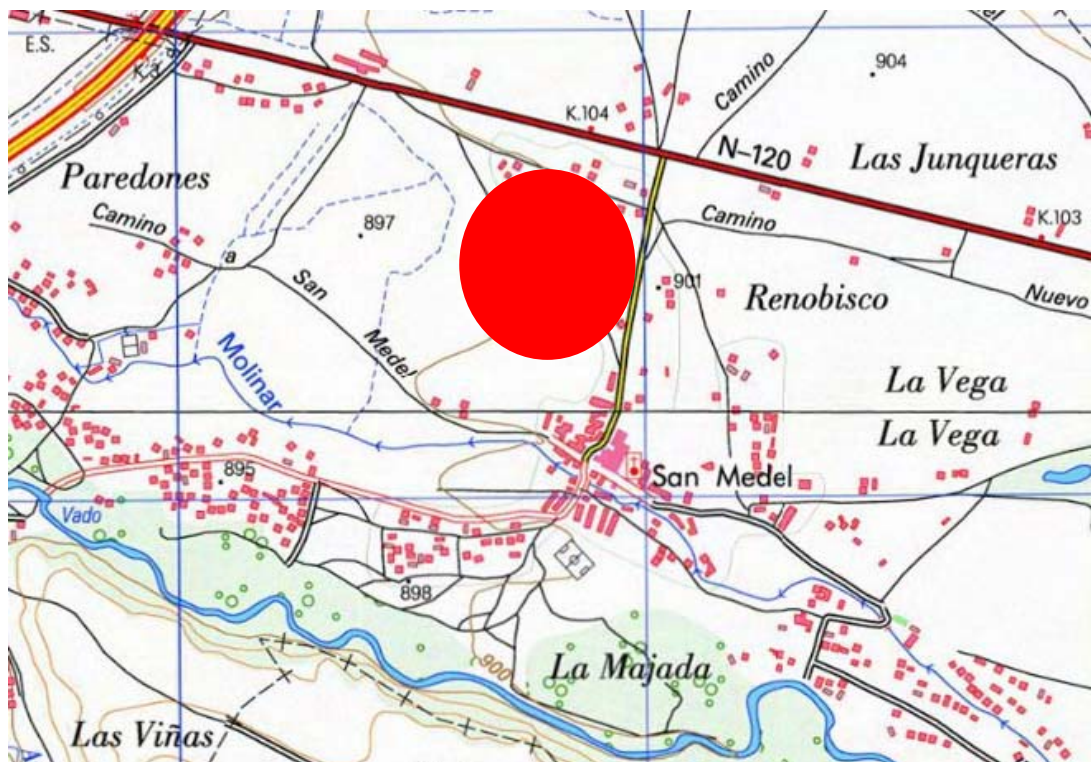 E.S.
K.3
904
Camino
K.104
N-120
Las Junqueras
Paredones
Camino
897
Camino
K.103
a
San
901
Renobisco
Nuevo
Medel
Molinar
La Vega
La Vega
895
San Medel
Vado
898
900
La Majada
Las Viñas